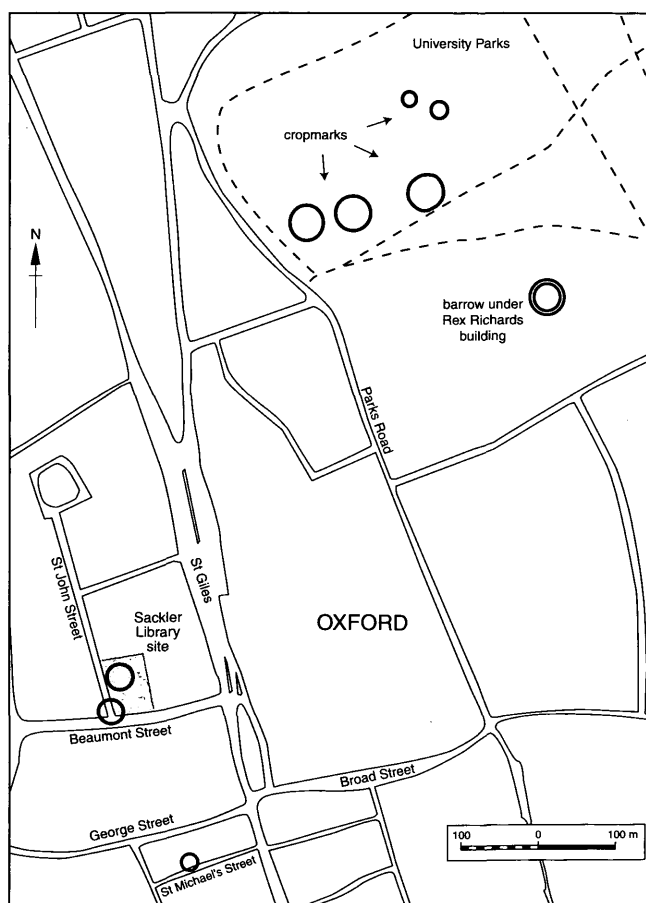 University Parks
cropmarks
N
barrow under
Rex Richards
building
Parks Road
St John Street
St Giles
Sackler
Library
site
OXFORD
Beaumont Street
Broad Street
George Street
St Michael's Street
100 0 100 m